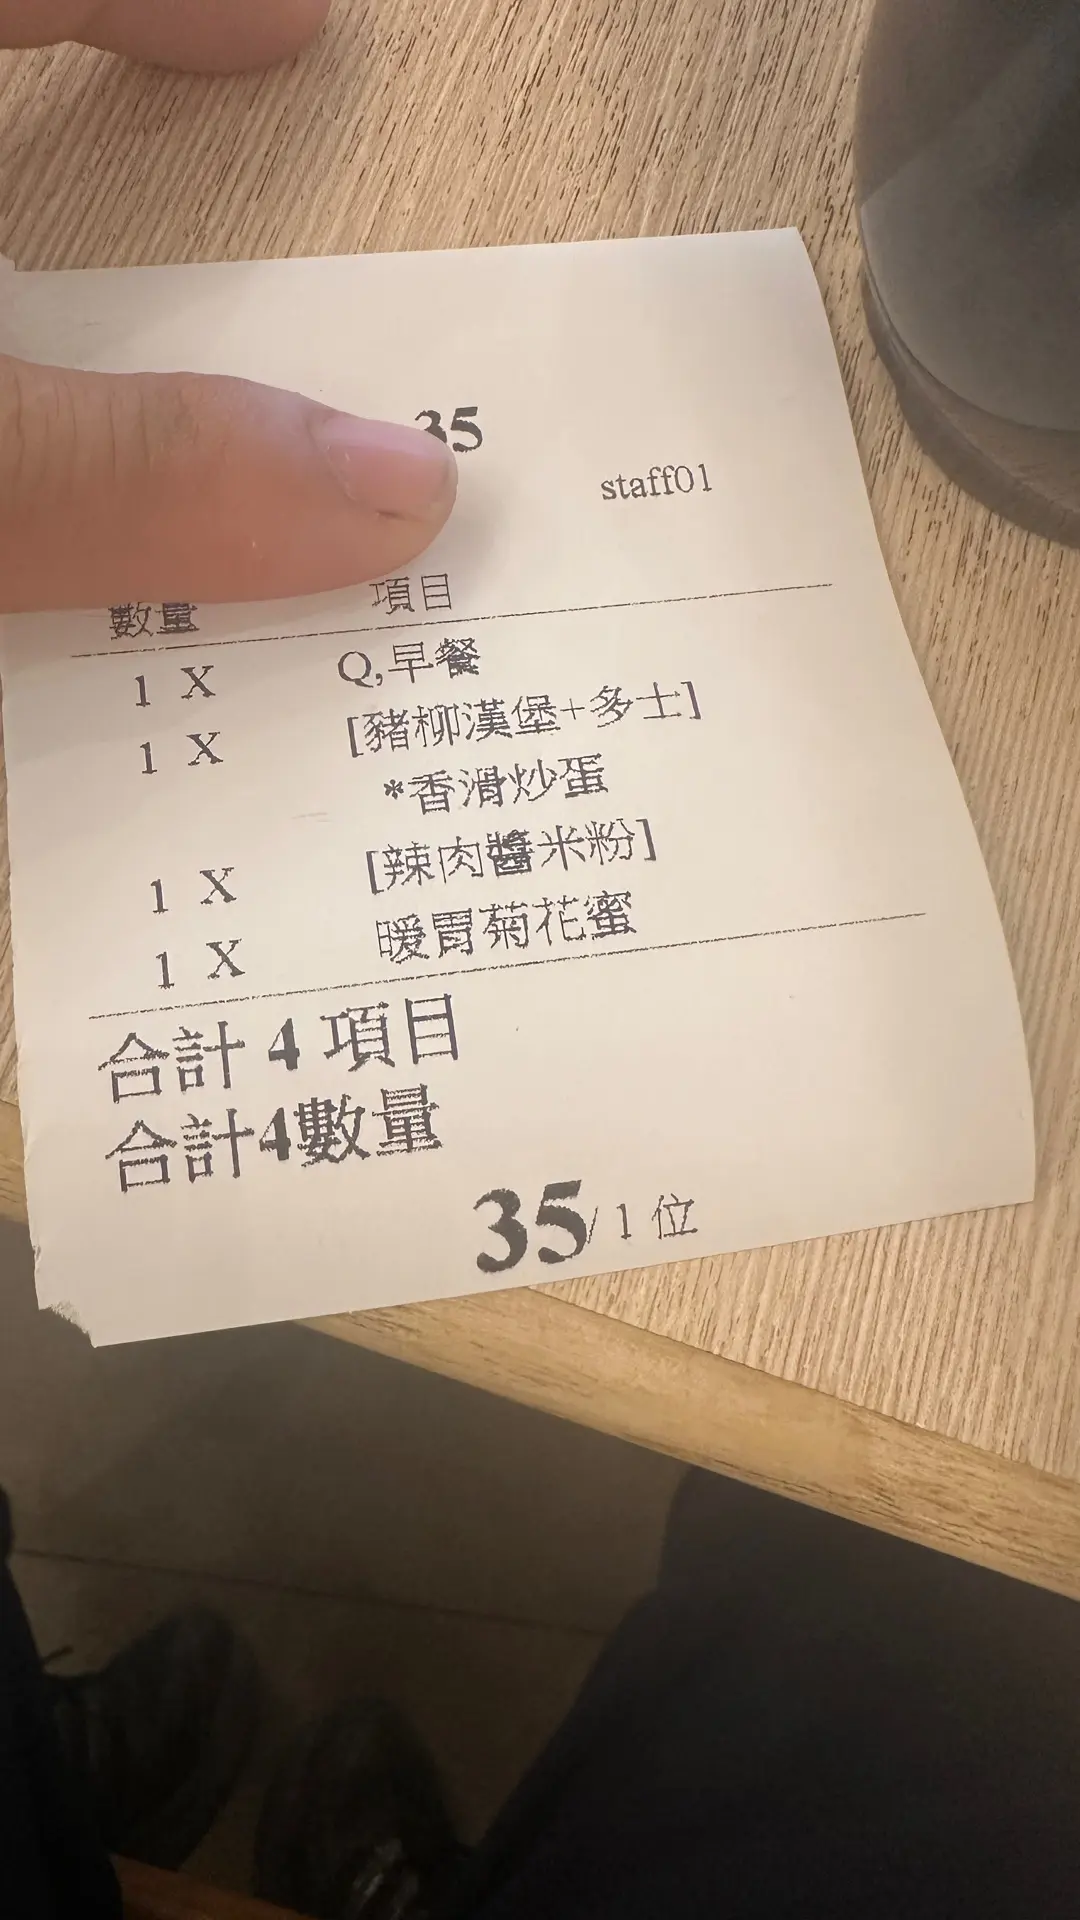 35
staff01
數量 項目
1 X Q,早餐
1 X [豬柳漢堡+多士]
*香滑炒蛋
1 X [辣肉醬米粉]
1 X 暖胃菊花蜜
合計 4 項目
合計4數量
35/1 位